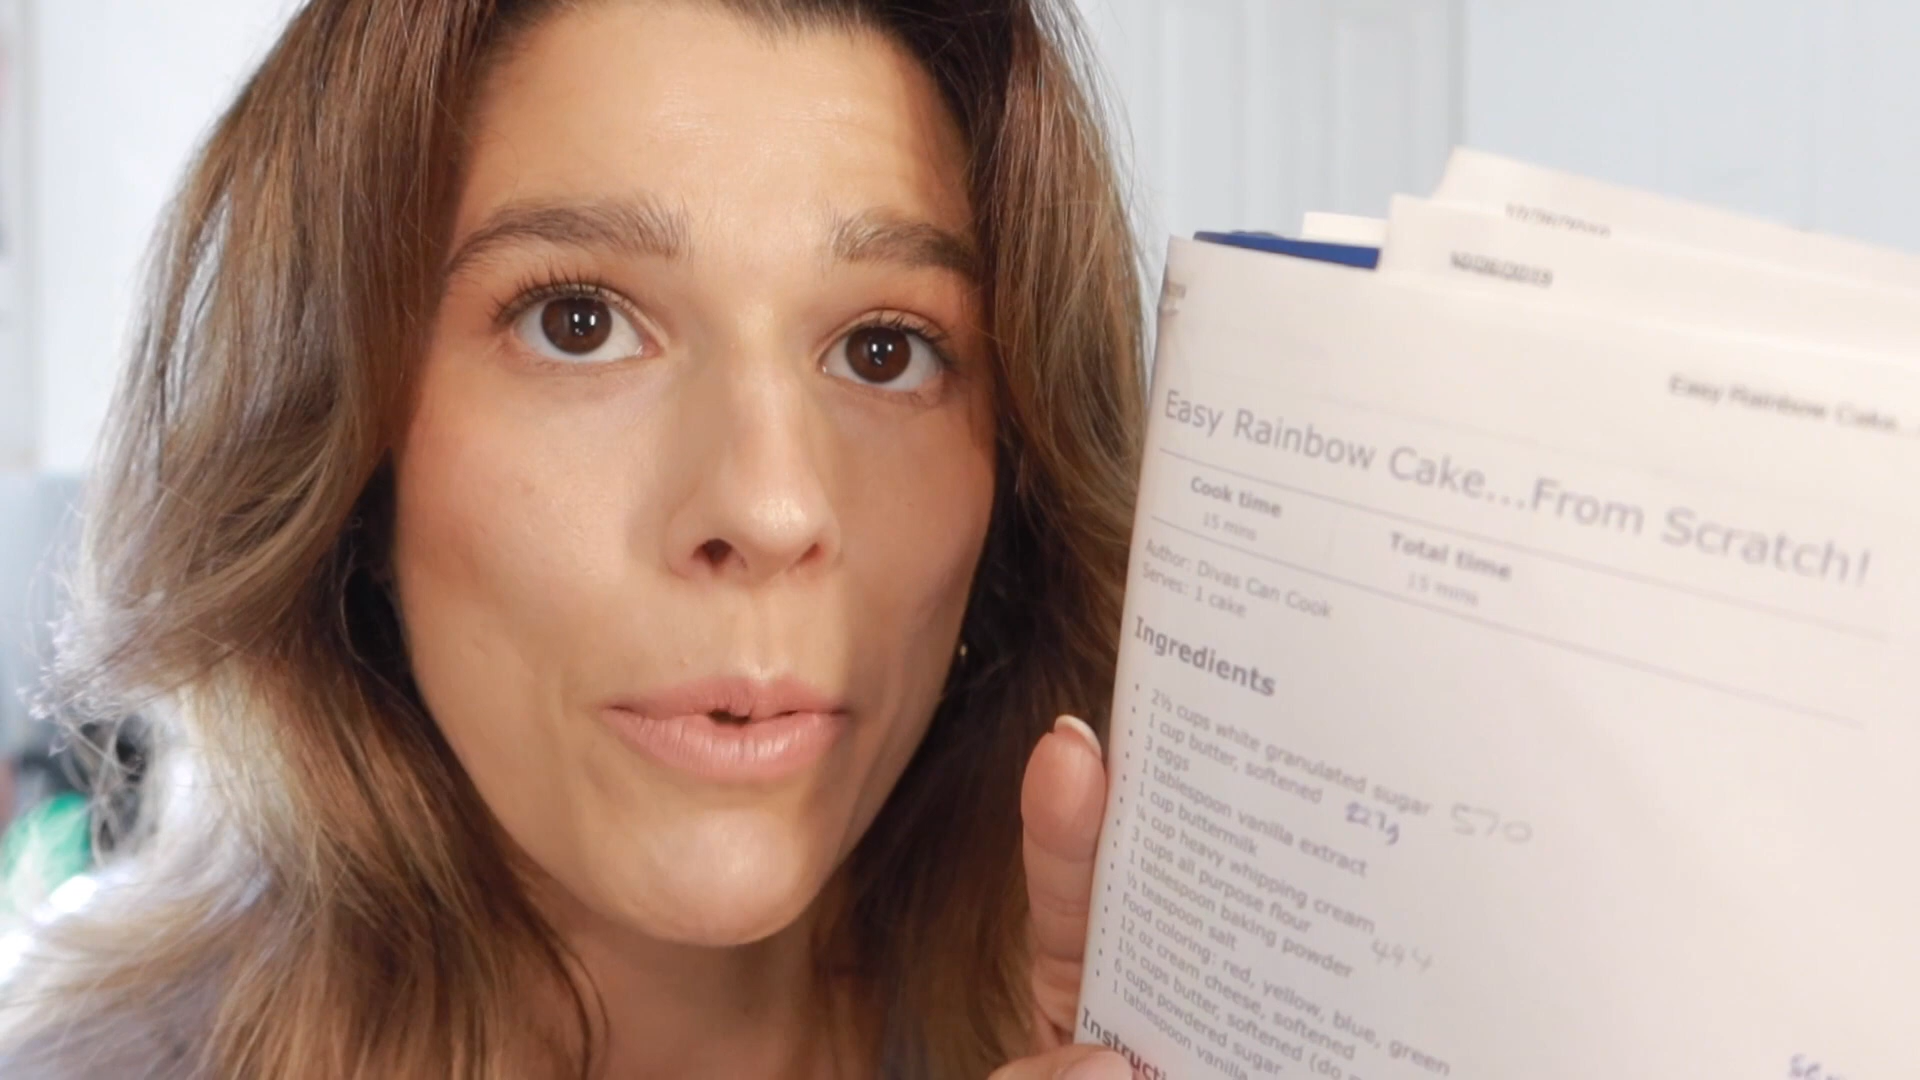 Easy Rainbow Cake...
Easy Rainbow Cake...From Scratch!
Cook time
15 mins
Total time
15 mins
Author: Divas Can Cook
Serves: 1 cake
Ingredients
2½ cups white granulated sugar 570
1 cup butter, softened 227g
3 eggs
1 tablespoon vanilla extract
1 cup buttermilk
¼ cup heavy whipping cream
3 cups all purpose flour
1 tablespoon baking powder
½ teaspoon salt
Food coloring: red, yellow, blue, green
12 oz cream cheese, softened
1½ cups butter, softened (do
6 cups powdered sugar
1 tablespoon vanilla
Instructi